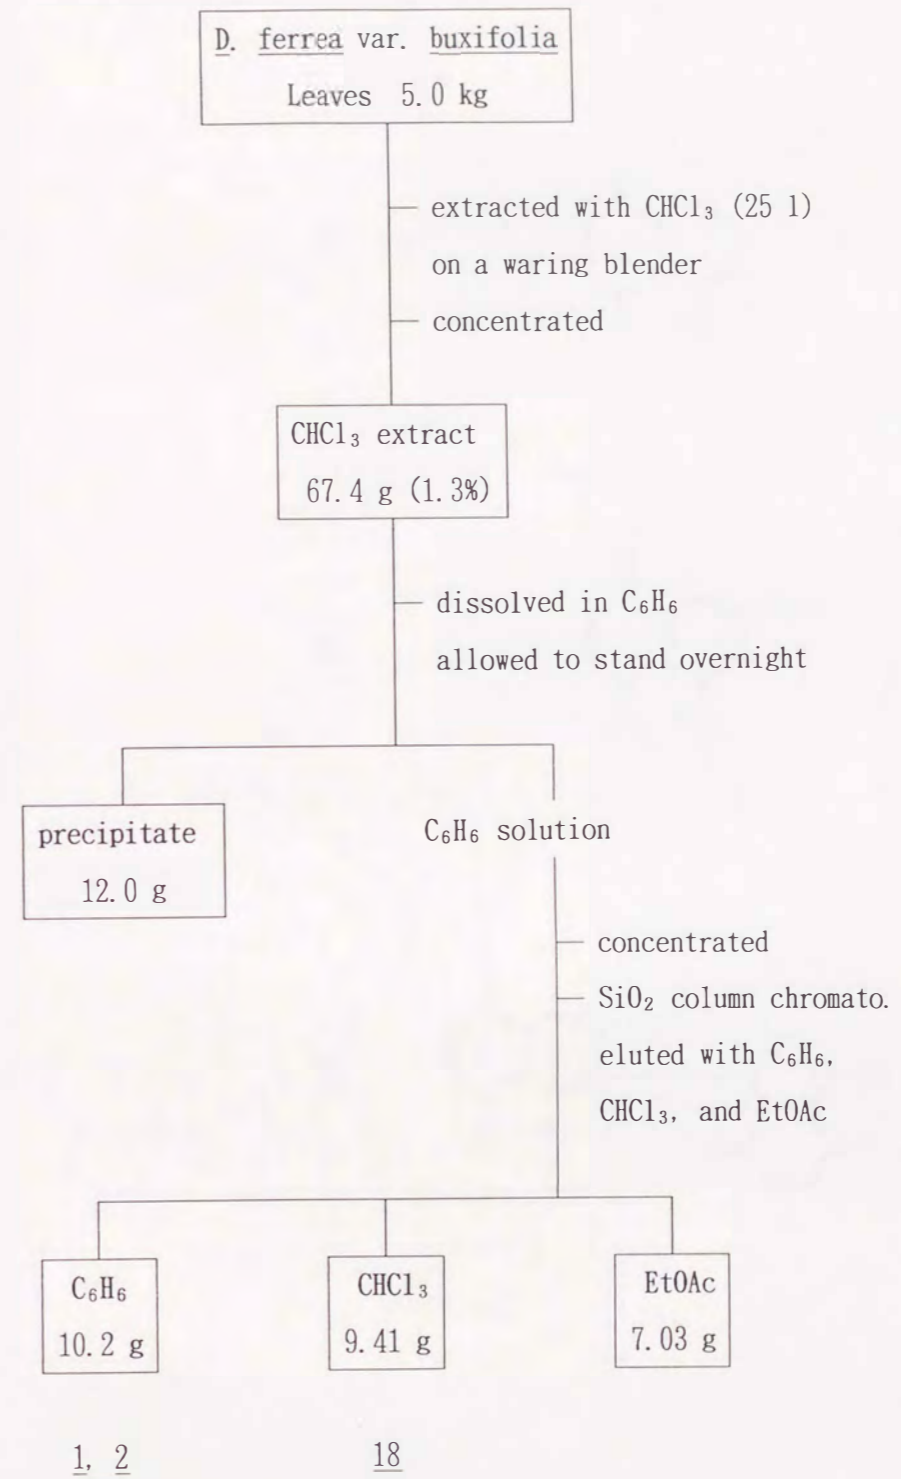 D. ferrea var. buxifolia
Leaves 5.0 kg
extracted with CHCl₃ (25 l)
on a waring blender
concentrated
CHCl₃ extract
67.4 g (1.3%)
dissolved in C₆H₆
allowed to stand overnight
precipitate
12.0 g
C₆H₆ solution
concentrated
SiO₂ column chromato.
eluted with C₆H₆,
CHCl₃, and EtOAc
C₆H₆
10.2 g
CHCl₃
9.41 g
EtOAc
7.03 g
1, 2
18